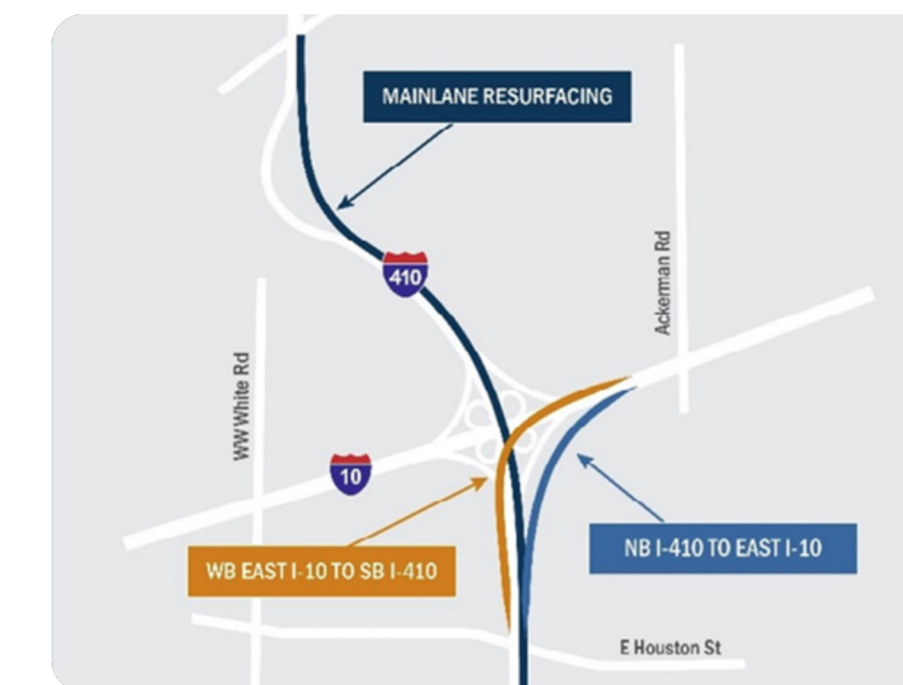 MAINLANE RESURFACING
410
Ackerman Rd
WW White Rd
10
NB I-410 TO EAST I-10
WB EAST I-10 TO SB I-410
E Houston St